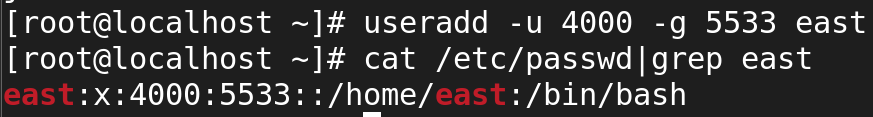 [root@localhost ~]# useradd -u 4000 -g 5533 east
[root@localhost ~]# cat /etc/passwd|grep east
east:x:4000:5533::/home/east:/bin/bash